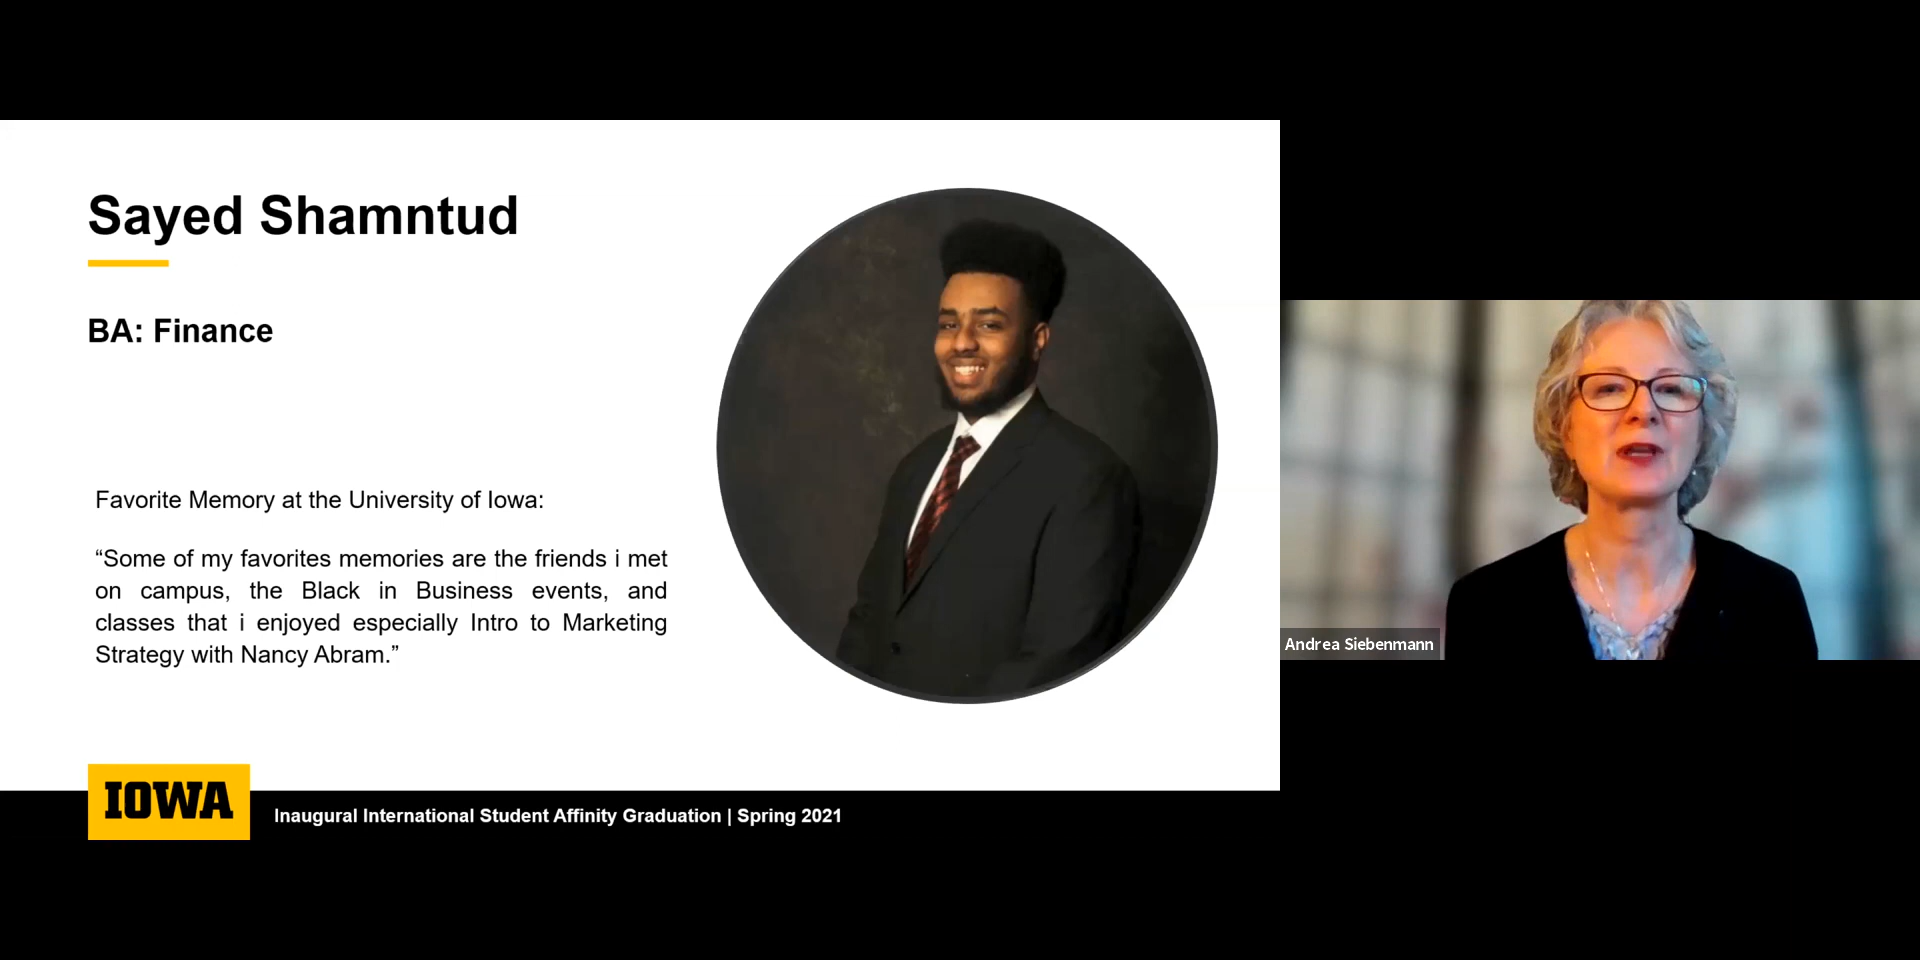 Sayed Shamntud
BA: Finance
Favorite Memory at the University of Iowa:
“Some of my favorites memories are the friends i met
on campus, the Black in Business events, and
classes that i enjoyed especially Intro to Marketing
Strategy with Nancy Abram.”
IOWA
Inaugural International Student Affinity Graduation | Spring 2021
Andrea Siebenmann